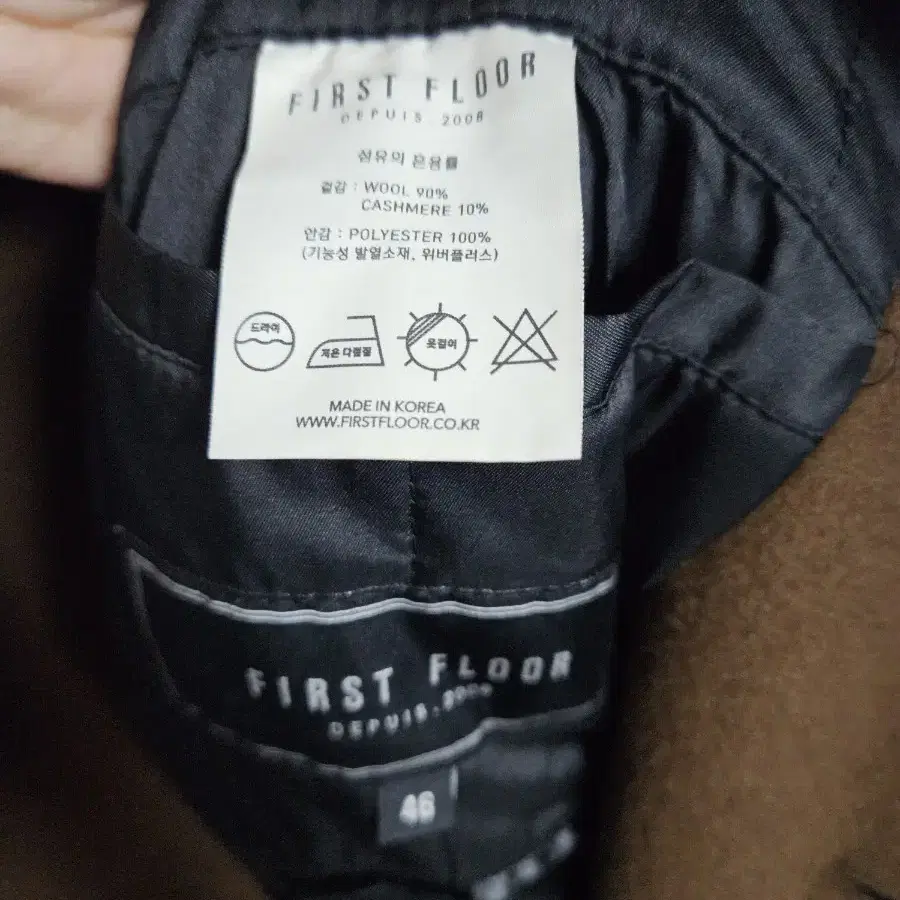 FIRST FLOOR
DEPUIS. 2008
섬유의 혼용률
겉감 : WOOL 90%
CASHMERE 10%
안감 : POLYESTER 100%
(기능성 발열소재, 위버플러스)
드라이
적은 다림질
옷걸이
MADE IN KOREA
WWW.FIRSTFLOOR.CO.KR
FIRST FLOOR
DEPUIS. 2008
46